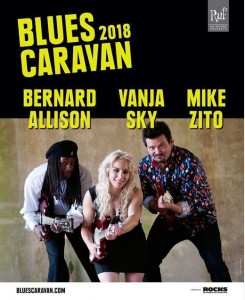 BLUES 2018
CARAVAN
Ruf
BERNARD VANJA MIKE
ALLISON SKY ZITO
BLUESCARAVAN.COM
ROCKS